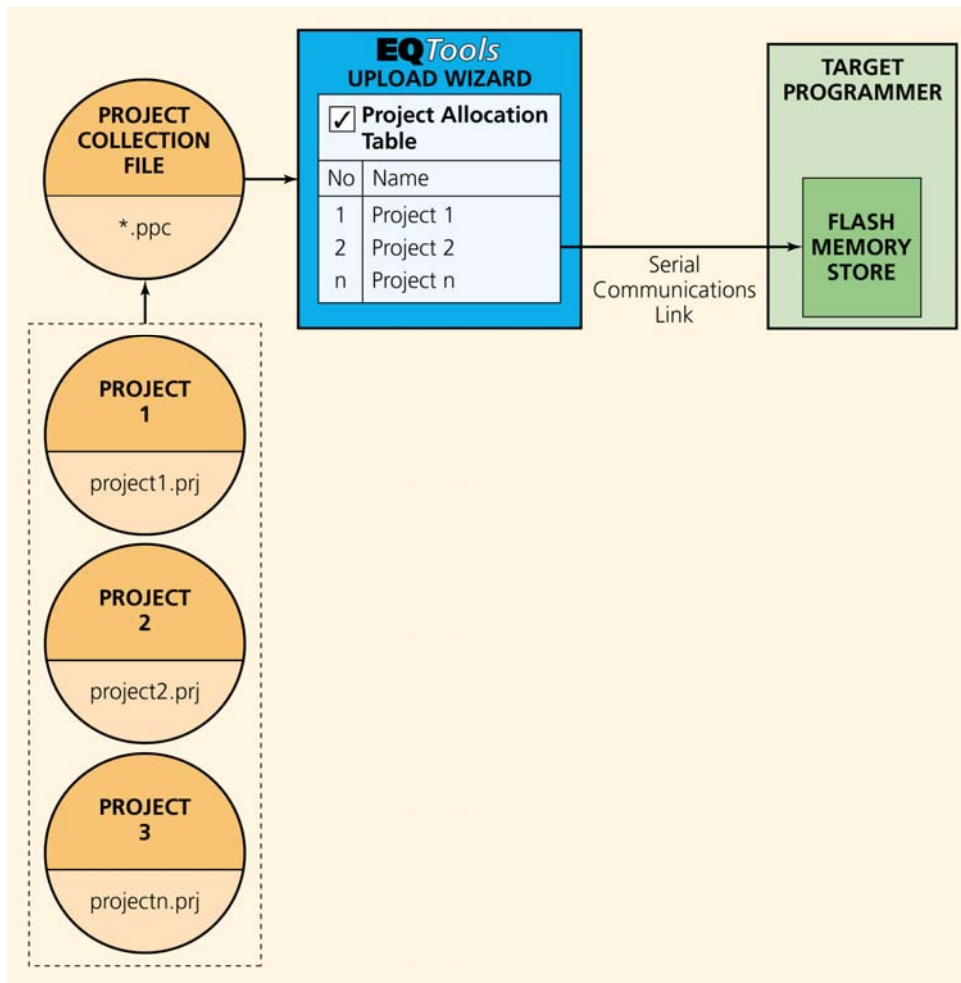 PROJECT
COLLECTION
FILE
*.ppc
EQTools
UPLOAD WIZARD
✓ Project Allocation
Table
No Name
1 Project 1
2 Project 2
n Project n
Serial
Communications
Link
TARGET
PROGRAMMER
FLASH
MEMORY
STORE
PROJECT
1
project1.prj
PROJECT
2
project2.prj
PROJECT
3
projectn.prj